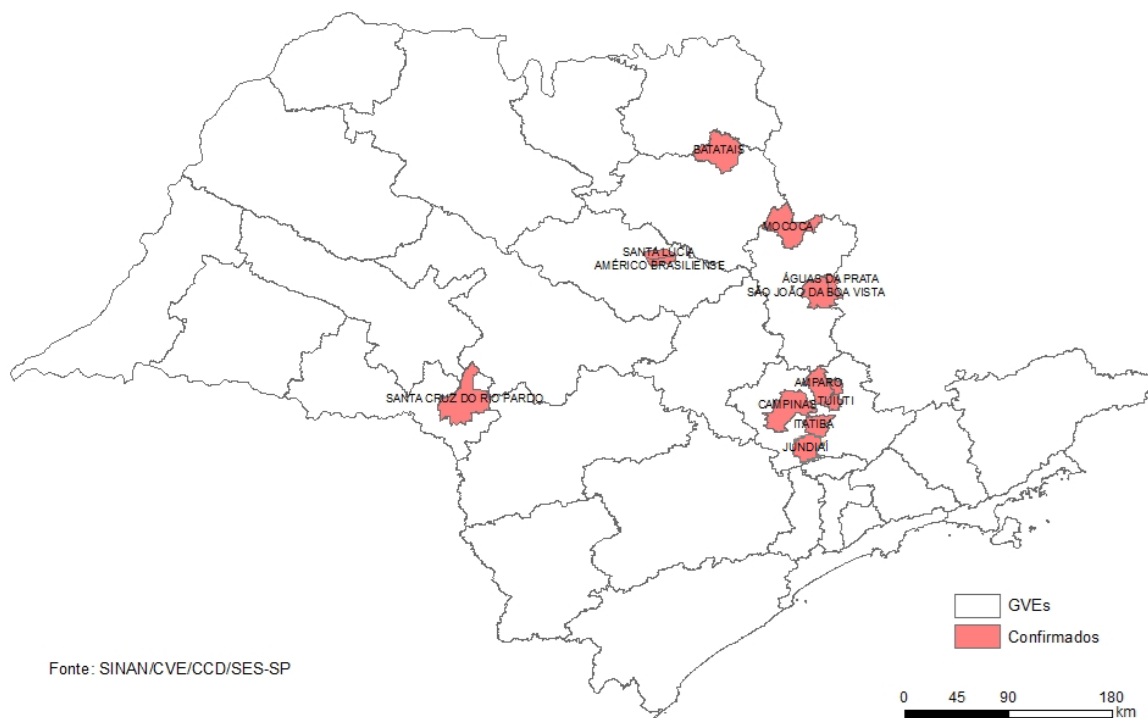 BATATAIS
MOCOCA
SANTA LÚCIA
AMÉRICO BRASILIENSE
ÁGUAS DA PRATA
SÃO JOÃO DA BOA VISTA
SANTA CRUZ DO RIO PARDO
AMPARO
CAMPINAS
TUIUTI
ITATIBA
JUNDIAÍ
GVEs
Confirmados
Fonte: SINAN/CVE/CCD/SES-SP
0 45 90 180
km